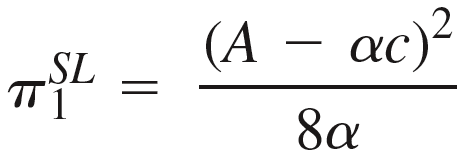 π₁^{SL} = (A − αc)² / 8α